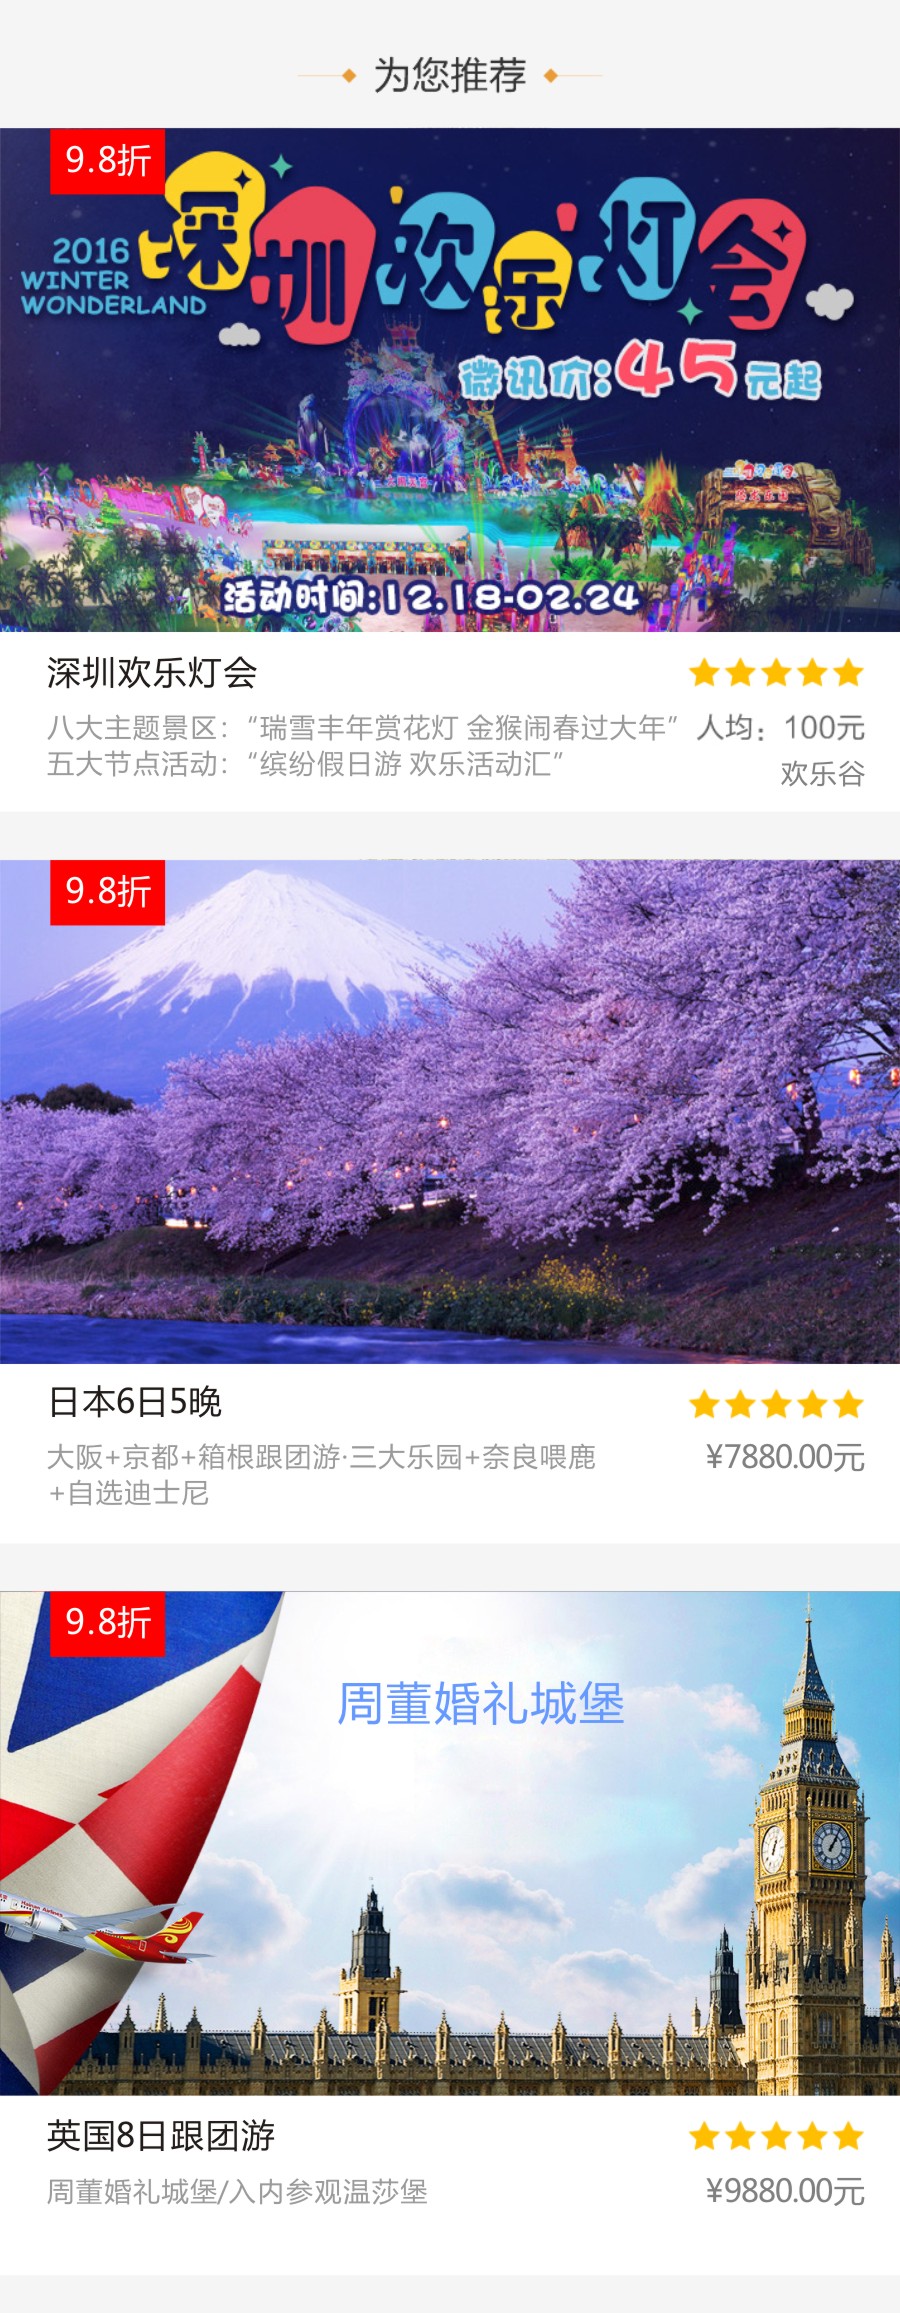 为您推荐
9.8折
2016
WINTER
WONDERLAND
深圳欢乐灯会
微讯价:45元起
活动时间:12.18-02.24
深圳欢乐灯会
八大主题景区：“瑞雪丰年赏花灯 金猴闹春过大年” 人均：100元
五大节点活动：“缤纷假日游 欢乐活动汇”
欢乐谷
9.8折
日本6日5晚
大阪+京都+箱根跟团游·三大乐园+奈良喂鹿 ¥7880.00元
+自选迪士尼
9.8折
周董婚礼城堡
Hainan Airlines
英国8日跟团游
周董婚礼城堡/入内参观温莎堡 ¥9880.00元